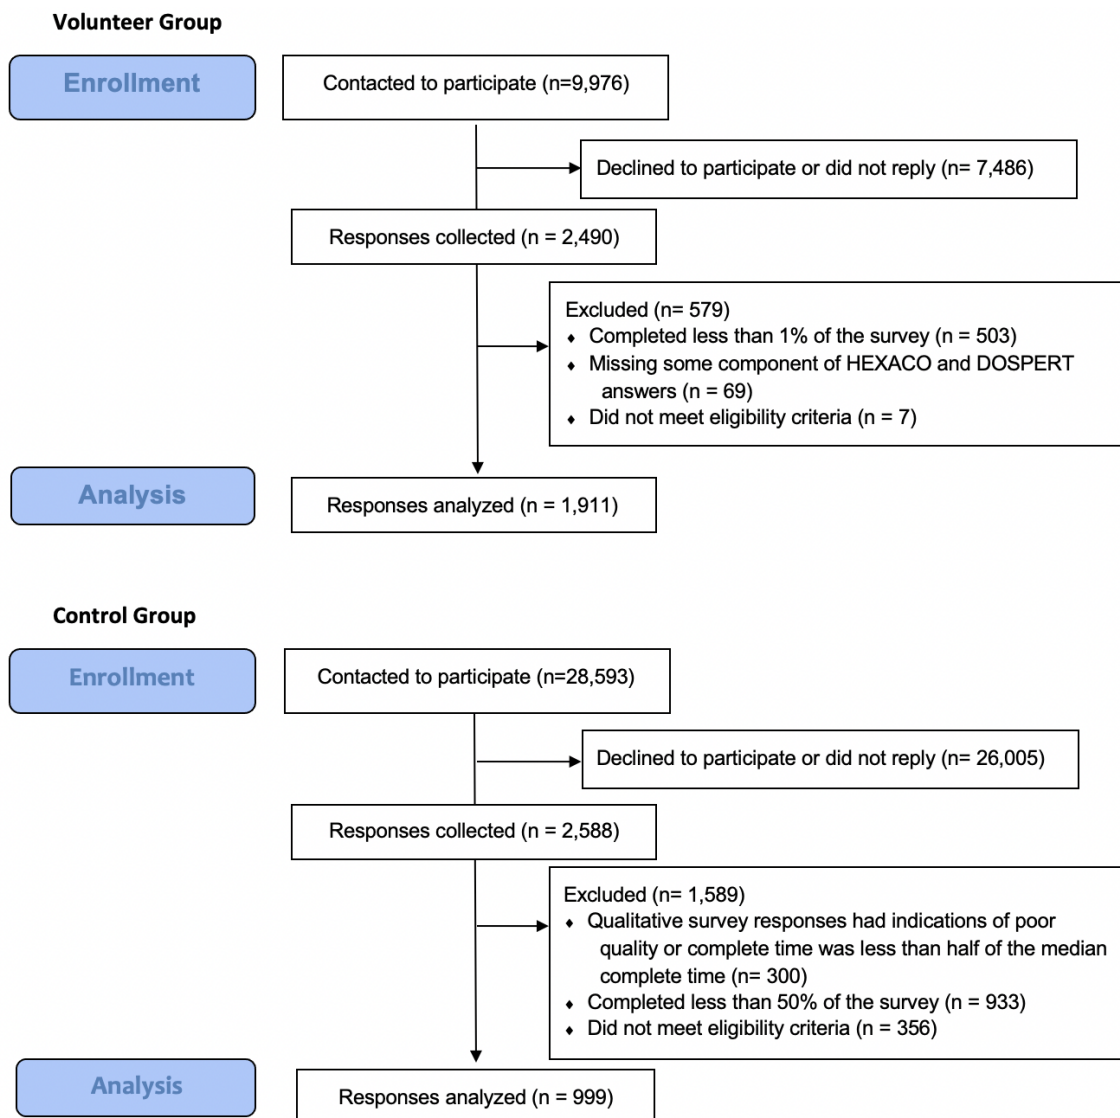 Volunteer Group
Enrollment
Contacted to participate (n=9,976)
Declined to participate or did not reply (n= 7,486)
Responses collected (n = 2,490)
Excluded (n= 579)
♦ Completed less than 1% of the survey (n = 503)
♦ Missing some component of HEXACO and DOSPERT
answers (n = 69)
♦ Did not meet eligibility criteria (n = 7)
Analysis
Responses analyzed (n = 1,911)
Control Group
Enrollment
Contacted to participate (n=28,593)
Declined to participate or did not reply (n= 26,005)
Responses collected (n = 2,588)
Excluded (n= 1,589)
♦ Qualitative survey responses had indications of poor
quality or complete time was less than half of the median
complete time (n= 300)
♦ Completed less than 50% of the survey (n = 933)
♦ Did not meet eligibility criteria (n = 356)
Analysis
Responses analyzed (n = 999)